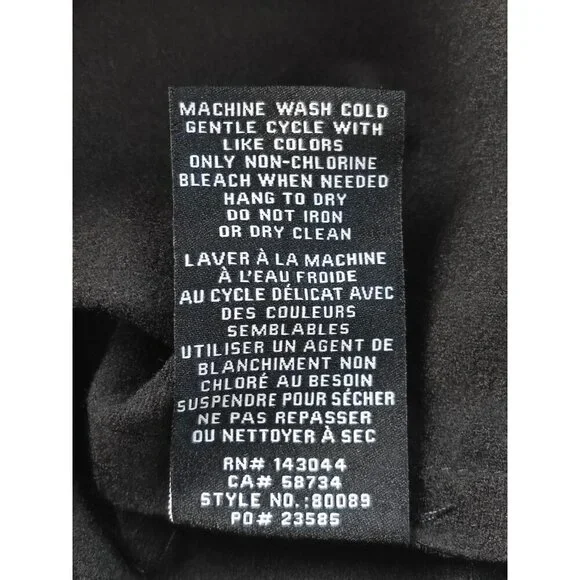 MACHINE WASH COLD
GENTLE CYCLE WITH
LIKE COLORS
ONLY NON-CHLORINE
BLEACH WHEN NEEDED
HANG TO DRY
DO NOT IRON
OR DRY CLEAN
LAVER À LA MACHINE
À L'EAU FROIDE
AU CYCLE DÉLICAT AVEC
DES COULEURS
SEMBLABLES
UTILISER UN AGENT DE
BLANCHIMENT NON
CHLORÉ AU BESOIN
SUSPENDRE POUR SÉCHER
NE PAS REPASSER
OU NETTOYER À SEC
RN# 143044
CA# 58734
STYLE NO.:80089
PO# 23585